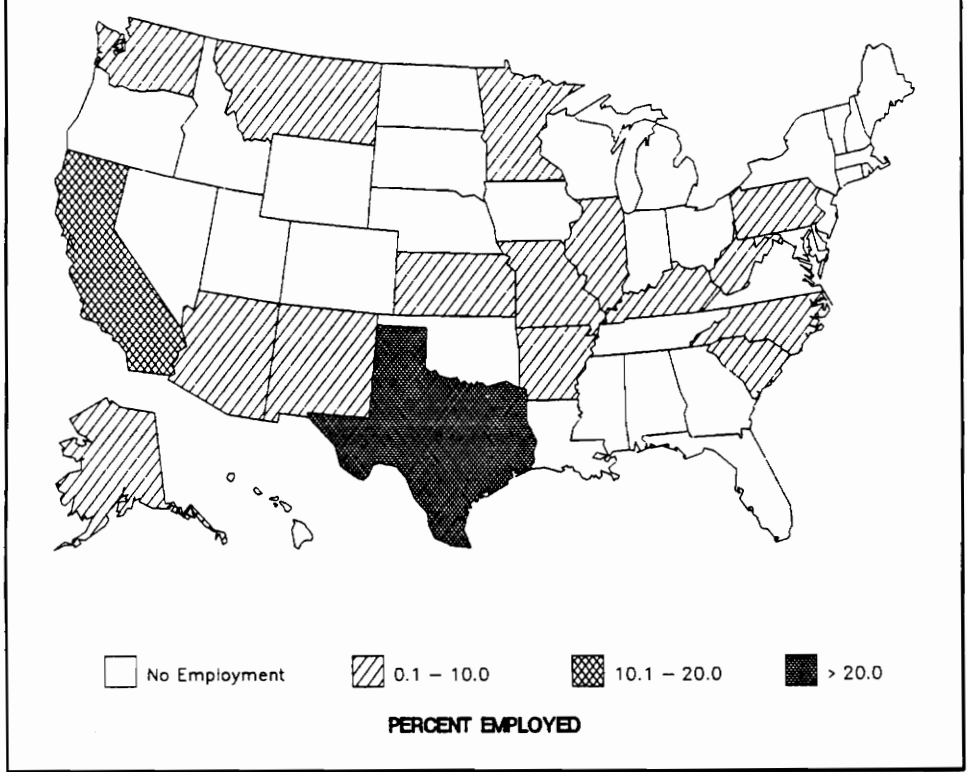 No Employment 0.1 – 10.0 10.1 – 20.0 > 20.0
PERCENT EMPLOYED